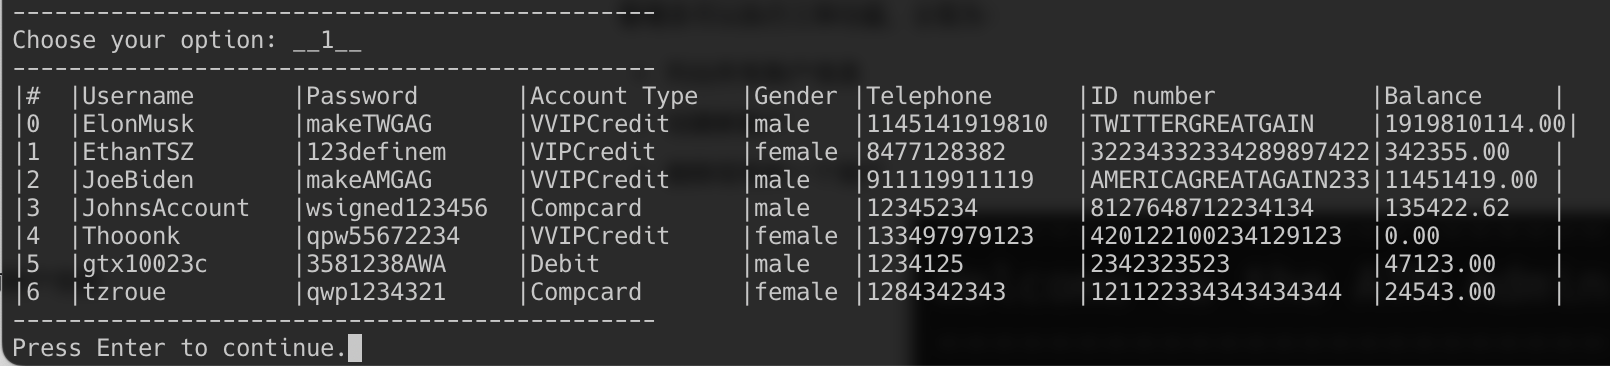 ----------------------------------------------
Choose your option: __1__
----------------------------------------------
|#  |Username       |Password       |Account Type   |Gender |Telephone      |ID number           |Balance     |
|0  |ElonMusk       |makeTWGAG      |VVIPCredit     |male   |1145141919810  |TWITTERGREATGAIN    |1919810114.00|
|1  |EthanTSZ       |123definem     |VIPCredit      |female |8477128382     |32234332334289897422|342355.00   |
|2  |JoeBiden       |makeAMGAG      |VVIPCredit     |male   |911119911119   |AMERICAGREATAGAIN233|11451419.00 |
|3  |JohnsAccount   |wsigned123456  |Compcard       |male   |12345234       |8127648712234134    |135422.62   |
|4  |Thooonk        |qpw55672234    |VVIPCredit     |female |133497979123   |420122100234129123  |0.00        |
|5  |gtx10023c      |3581238AWA     |Debit          |male   |1234125        |2342323523          |47123.00    |
|6  |tzroue         |qwp1234321     |Compcard       |female |1284342343     |121122334343434344  |24543.00    |
----------------------------------------------
Press Enter to continue.